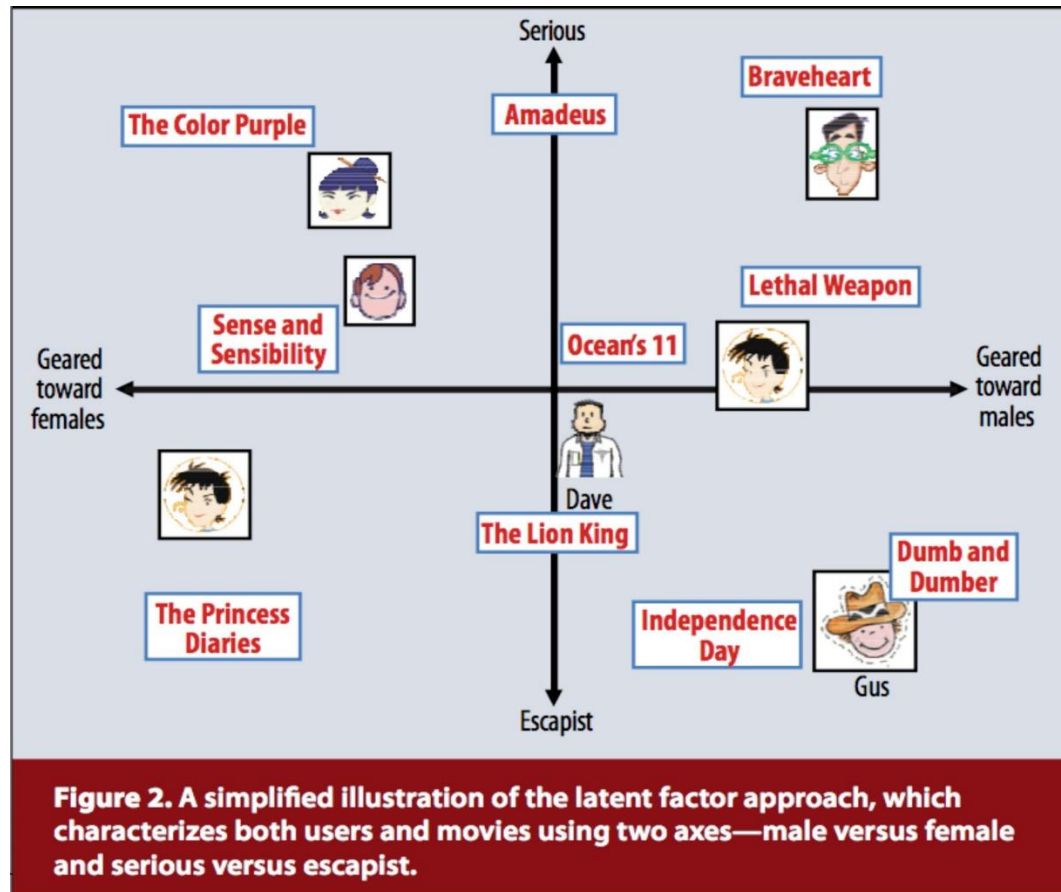 Serious
Braveheart
The Color Purple
Amadeus
Lethal Weapon
Sense and
Sensibility
Ocean's 11
Geared
toward
females
Geared
toward
males
Dave
The Lion King
Dumb and
Dumber
The Princess
Diaries
Independence
Day
Gus
Escapist
Figure 2. A simplified illustration of the latent factor approach, which
characterizes both users and movies using two axes—male versus female
and serious versus escapist.